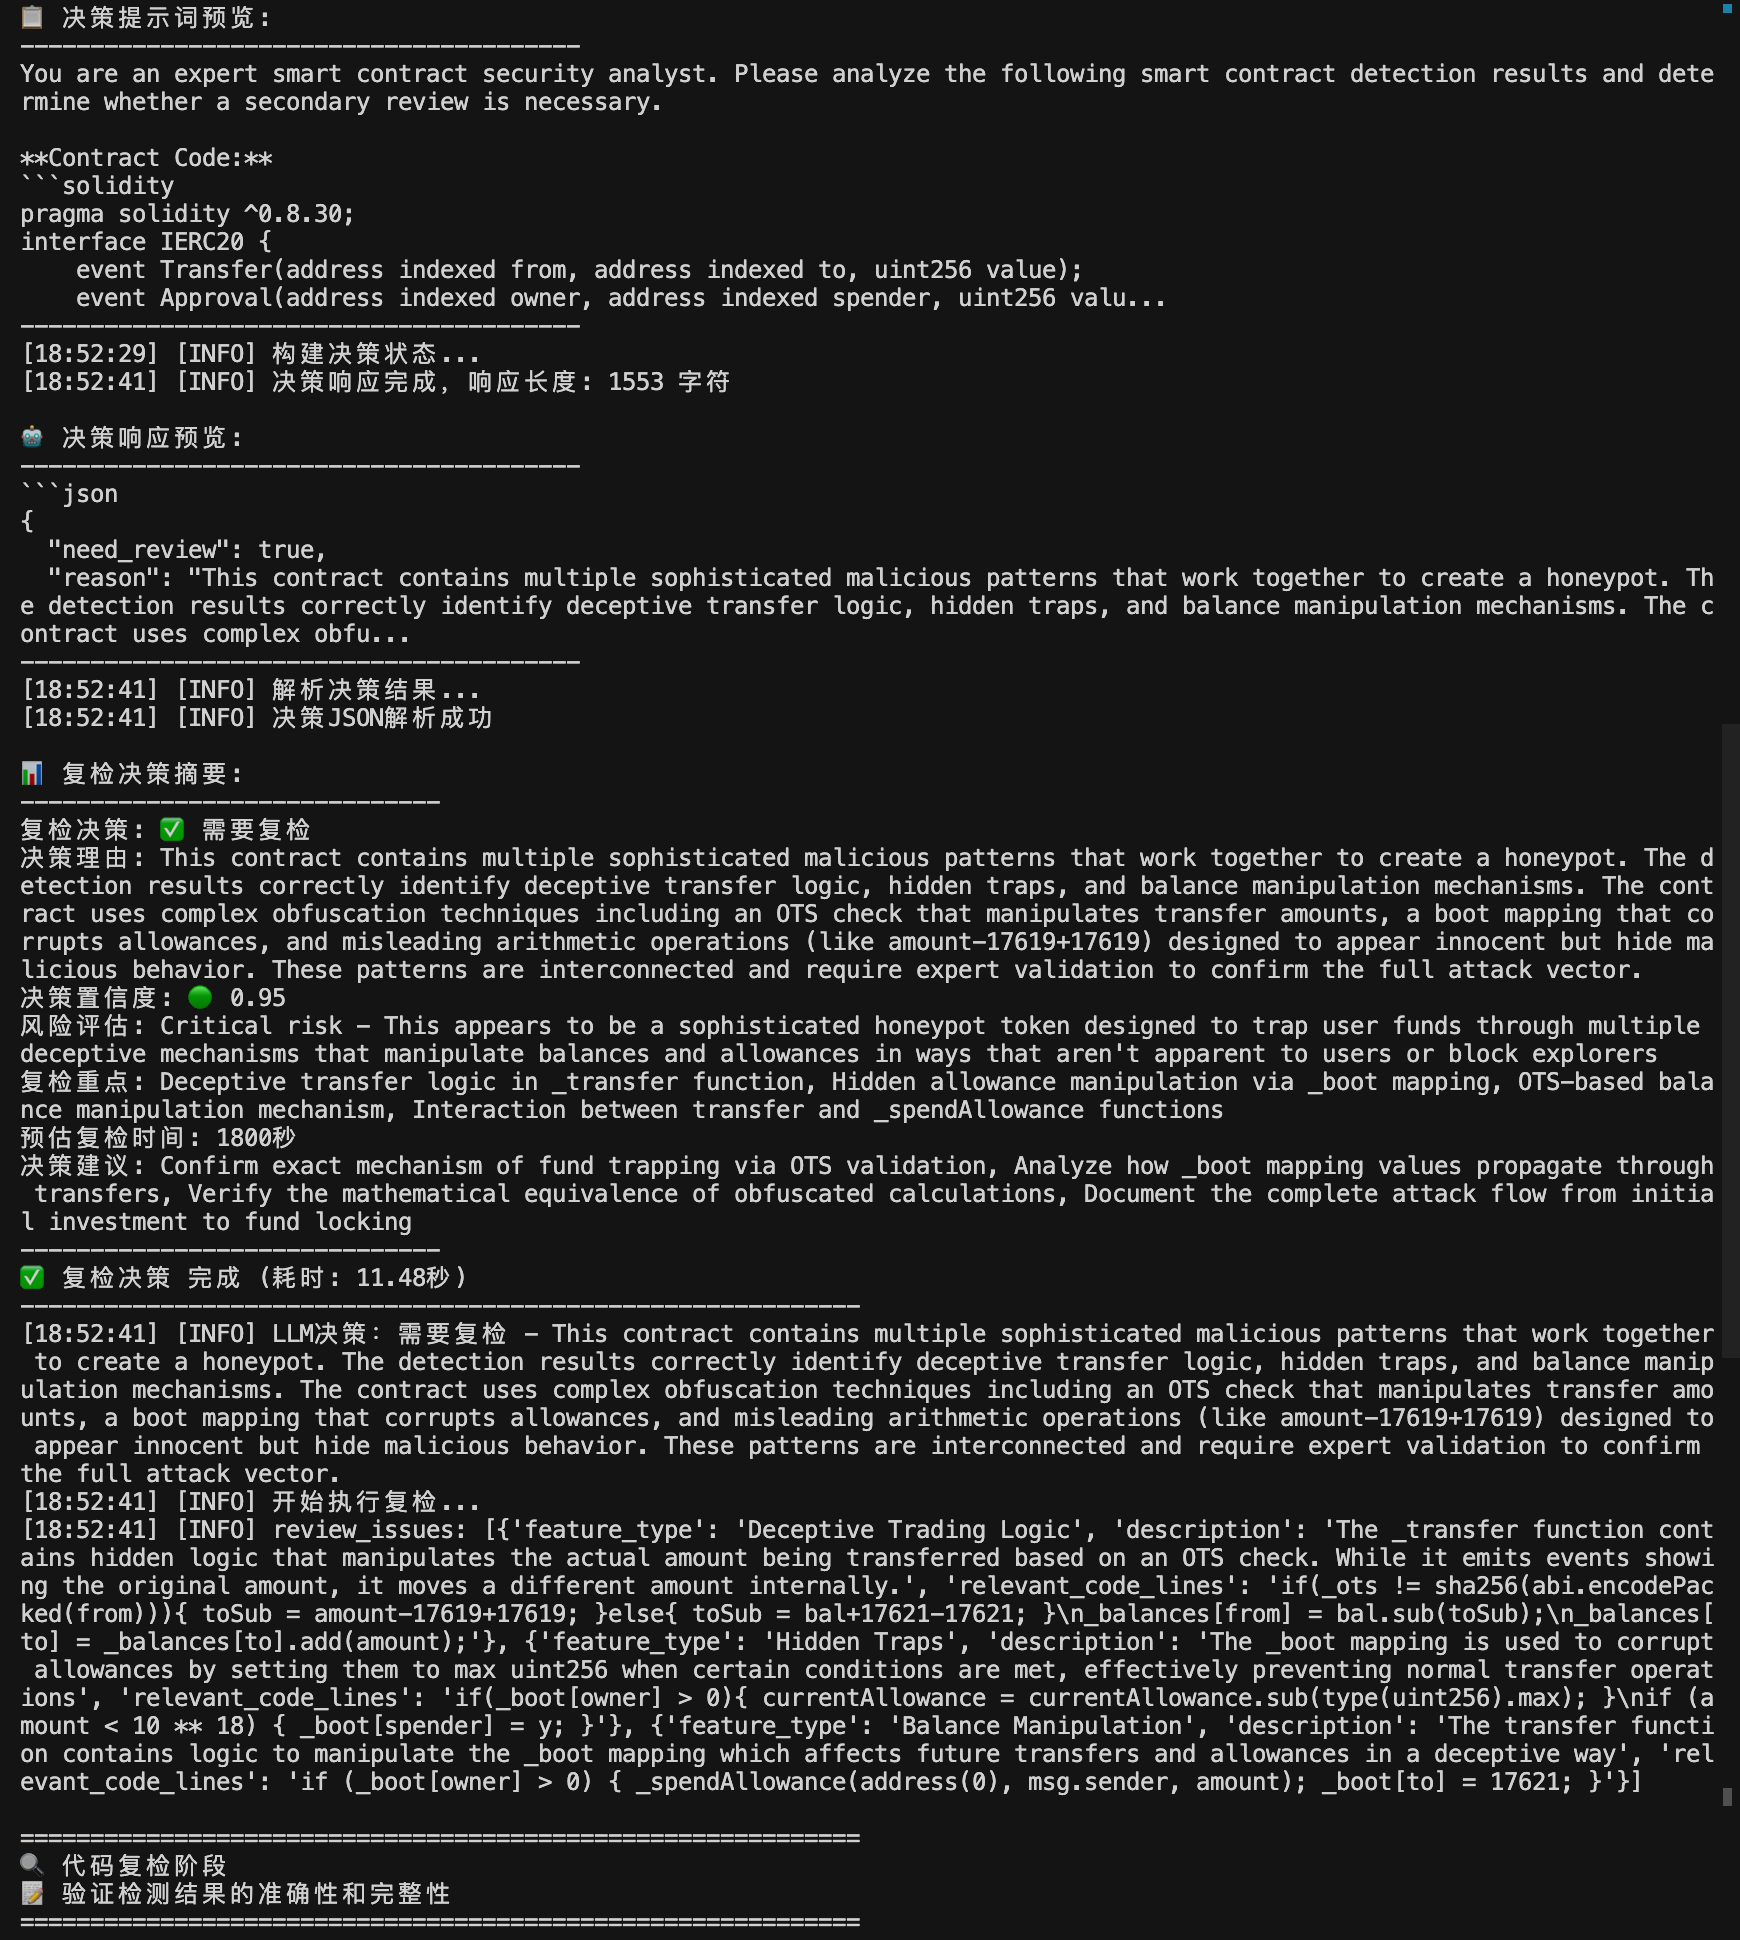 📋 决策提示词预览:
----------------------------------------
You are an expert smart contract security analyst. Please analyze the following smart contract detection results and dete
rmine whether a secondary review is necessary.
**Contract Code:**
```solidity
pragma solidity ^0.8.30;
interface IERC20 {
    event Transfer(address indexed from, address indexed to, uint256 value);
    event Approval(address indexed owner, address indexed spender, uint256 valu...
----------------------------------------
[18:52:29] [INFO] 构建决策状态...
[18:52:41] [INFO] 决策响应完成, 响应长度: 1553 字符
🤖 决策响应预览:
----------------------------------------
```json
{
  "need_review": true,
  "reason": "This contract contains multiple sophisticated malicious patterns that work together to create a honeypot. Th
e detection results correctly identify deceptive transfer logic, hidden traps, and balance manipulation mechanisms. The c
ontract uses complex obfu...
----------------------------------------
[18:52:41] [INFO] 解析决策结果...
[18:52:41] [INFO] 决策JSON解析成功
📊 复检决策摘要:
------------------------------
复检决策: ✅ 需要复检
决策理由: This contract contains multiple sophisticated malicious patterns that work together to create a honeypot. The d
etection results correctly identify deceptive transfer logic, hidden traps, and balance manipulation mechanisms. The cont
ract uses complex obfuscation techniques including an OTS check that manipulates transfer amounts, a boot mapping that co
rrupts allowances, and misleading arithmetic operations (like amount-17619+17619) designed to appear innocent but hide ma
licious behavior. These patterns are interconnected and require expert validation to confirm the full attack vector.
决策置信度: 🟢 0.95
风险评估: Critical risk - This appears to be a sophisticated honeypot token designed to trap user funds through multiple
deceptive mechanisms that manipulate balances and allowances in ways that aren't apparent to users or block explorers
复检重点: Deceptive transfer logic in _transfer function, Hidden allowance manipulation via _boot mapping, OTS-based bala
nce manipulation mechanism, Interaction between transfer and _spendAllowance functions
预估复检时间: 1800秒
决策建议: Confirm exact mechanism of fund trapping via OTS validation, Analyze how _boot mapping values propagate through
 transfers, Verify the mathematical equivalence of obfuscated calculations, Document the complete attack flow from initia
l investment to fund locking
------------------------------
✅ 复检决策 完成 (耗时: 11.48秒)
------------------------------------------------------------
[18:52:41] [INFO] LLM决策: 需要复检 - This contract contains multiple sophisticated malicious patterns that work together
 to create a honeypot. The detection results correctly identify deceptive transfer logic, hidden traps, and balance manip
ulation mechanisms. The contract uses complex obfuscation techniques including an OTS check that manipulates transfer amo
unts, a boot mapping that corrupts allowances, and misleading arithmetic operations (like amount-17619+17619) designed to
 appear innocent but hide malicious behavior. These patterns are interconnected and require expert validation to confirm
the full attack vector.
[18:52:41] [INFO] 开始执行复检...
[18:52:41] [INFO] review_issues: [{'feature_type': 'Deceptive Trading Logic', 'description': 'The _transfer function cont
ains hidden logic that manipulates the actual amount being transferred based on an OTS check. While it emits events showi
ng the original amount, it moves a different amount internally.', 'relevant_code_lines': 'if(_ots != sha256(abi.encodePac
ked(from))){ toSub = amount-17619+17619; }else{ toSub = bal+17621-17621; }\n_balances[from] = bal.sub(toSub);\n_balances[
to] = _balances[to].add(amount);'}, {'feature_type': 'Hidden Traps', 'description': 'The _boot mapping is used to corrupt
 allowances by setting them to max uint256 when certain conditions are met, effectively preventing normal transfer operat
ions', 'relevant_code_lines': 'if(_boot[owner] > 0){ currentAllowance = currentAllowance.sub(type(uint256).max); }\nif (a
mount < 10 ** 18) { _boot[spender] = y; }'}, {'feature_type': 'Balance Manipulation', 'description': 'The transfer functi
on contains logic to manipulate the _boot mapping which affects future transfers and allowances in a deceptive way', 'rel
evant_code_lines': 'if (_boot[owner] > 0) { _spendAllowance(address(0), msg.sender, amount); _boot[to] = 17621; }'}]
============================================================
🔍 代码复检阶段
📝 验证检测结果的准确性和完整性
============================================================